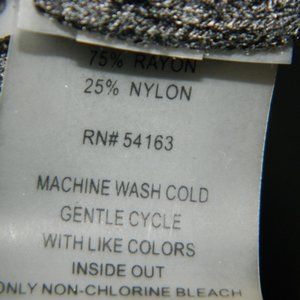 75% RAYON
25% NYLON
RN# 54163
MACHINE WASH COLD
GENTLE CYCLE
WITH LIKE COLORS
INSIDE OUT
ONLY NON-CHLORINE BLEACH